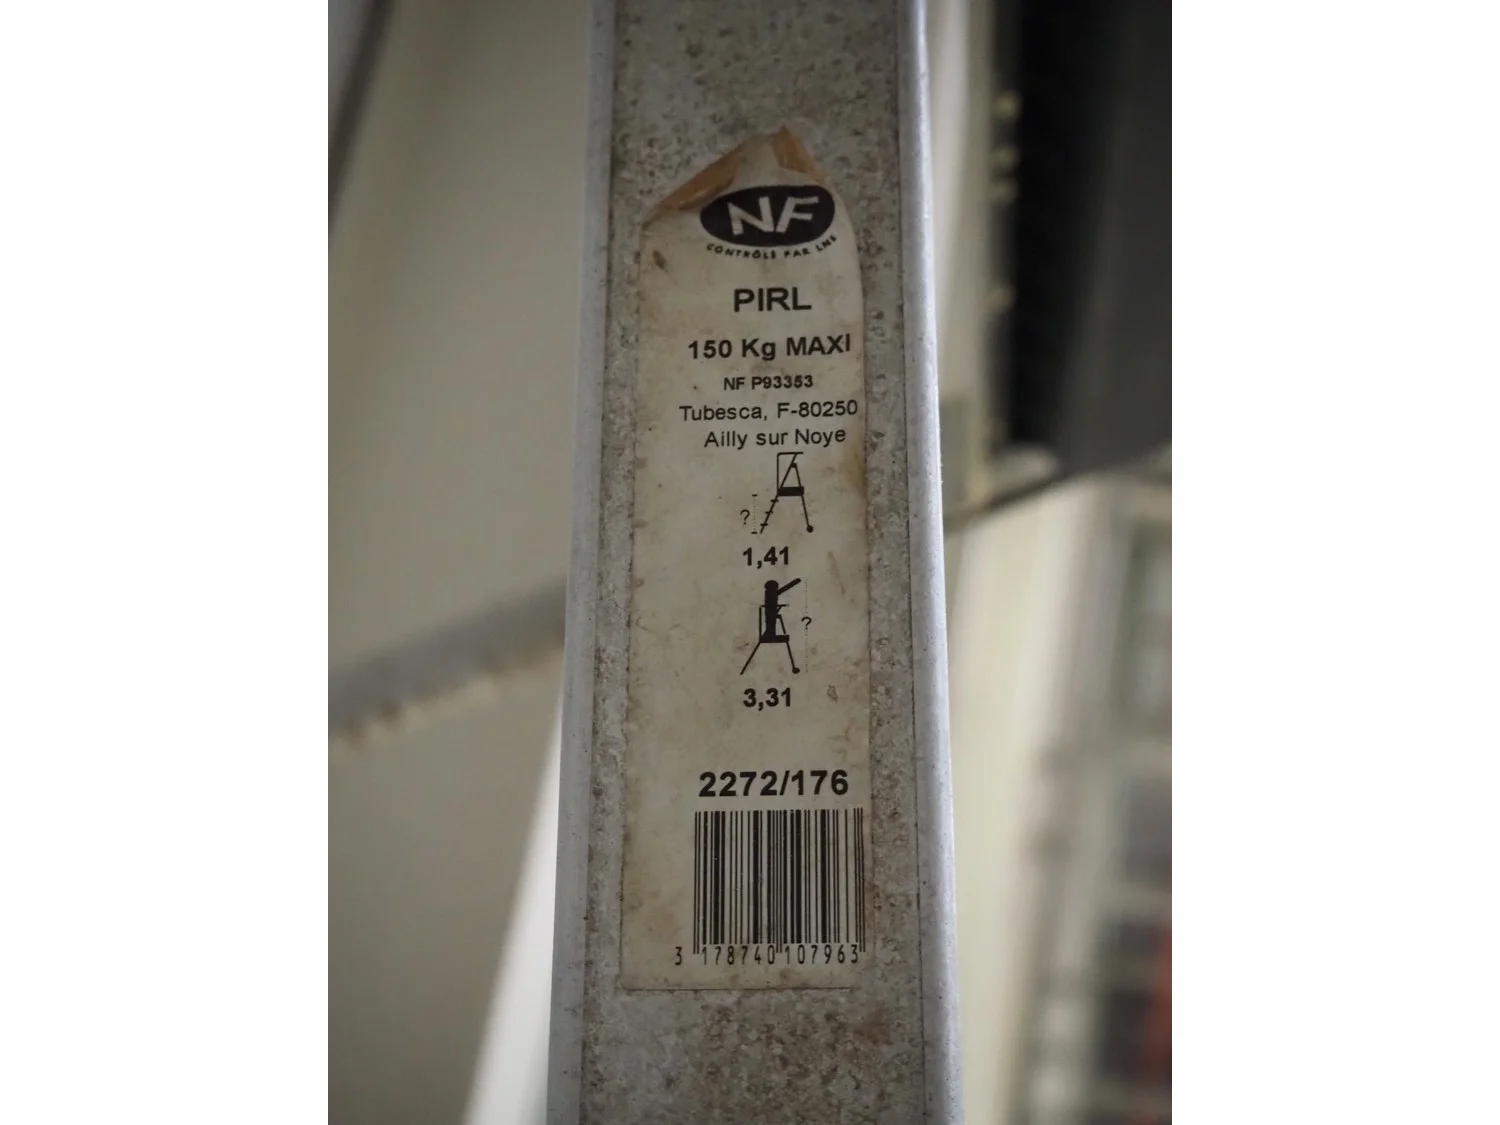 NF
CONTRÔLE PAR LNE
PIRL
150 Kg MAXI
NF P93353
Tubesca, F-80250
Ailly sur Noye
?
1,41
?
3,31
2272/176
3 178740 107963